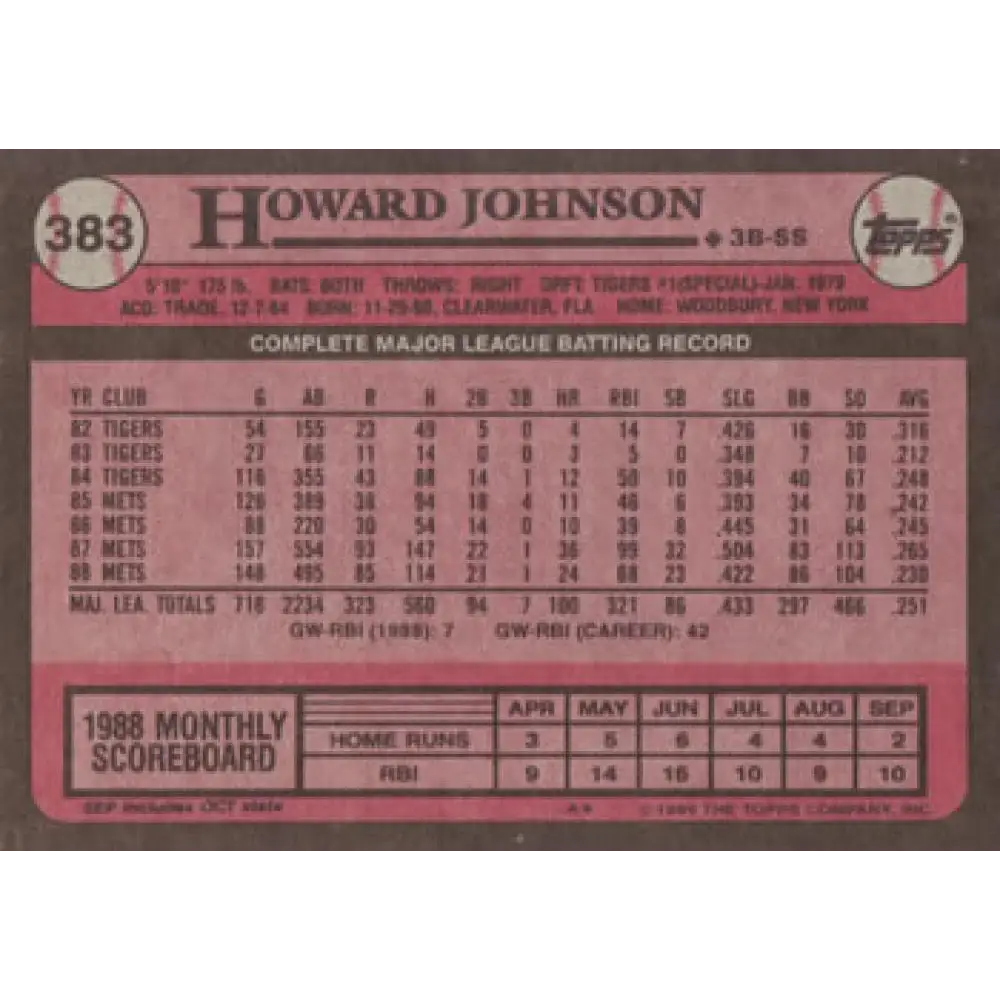 383
HOWARD JOHNSON
◆ 3B-SS
TOPPS®
5'10" 175 lb. BATS: BOTH THROWS: RIGHT DRFT: TIGERS #1(SPECIAL)-JAN. 1979
ACQ: TRADE, 12-7-84 BORN: 11-29-60, CLEARWATER, FLA HOME: WOODBURY, NEW YORK
COMPLETE MAJOR LEAGUE BATTING RECORD
YR CLUB G AB R H 2B 3B HR RBI SB SLG BB SO AVG
82 TIGERS 54 155 23 49 5 0 4 14 7 .426 16 30 .316
83 TIGERS 27 66 11 14 0 0 3 5 0 .348 7 10 .212
84 TIGERS 116 355 43 88 14 1 12 50 10 .394 40 67 .248
85 METS 126 389 38 94 18 4 11 46 6 .393 34 78 .242
86 METS 88 220 30 54 14 0 10 39 8 .445 31 64 .245
87 METS 157 554 93 147 22 1 36 99 32 .504 83 113 .265
88 METS 148 495 85 114 21 1 24 68 23 .422 86 104 .230
MAJ. LEA. TOTALS 716 2234 323 560 94 7 100 321 86 .433 297 466 .251
GW-RBI (1988): 7 GW-RBI (CAREER): 42
1988 MONTHLY SCOREBOARD
APR MAY JUN JUL AUG SEP
HOME RUNS 3 5 6 4 4 2
RBI 9 14 16 10 9 10
SEP includes OCT stats
A* © 1989 THE TOPPS COMPANY, INC.